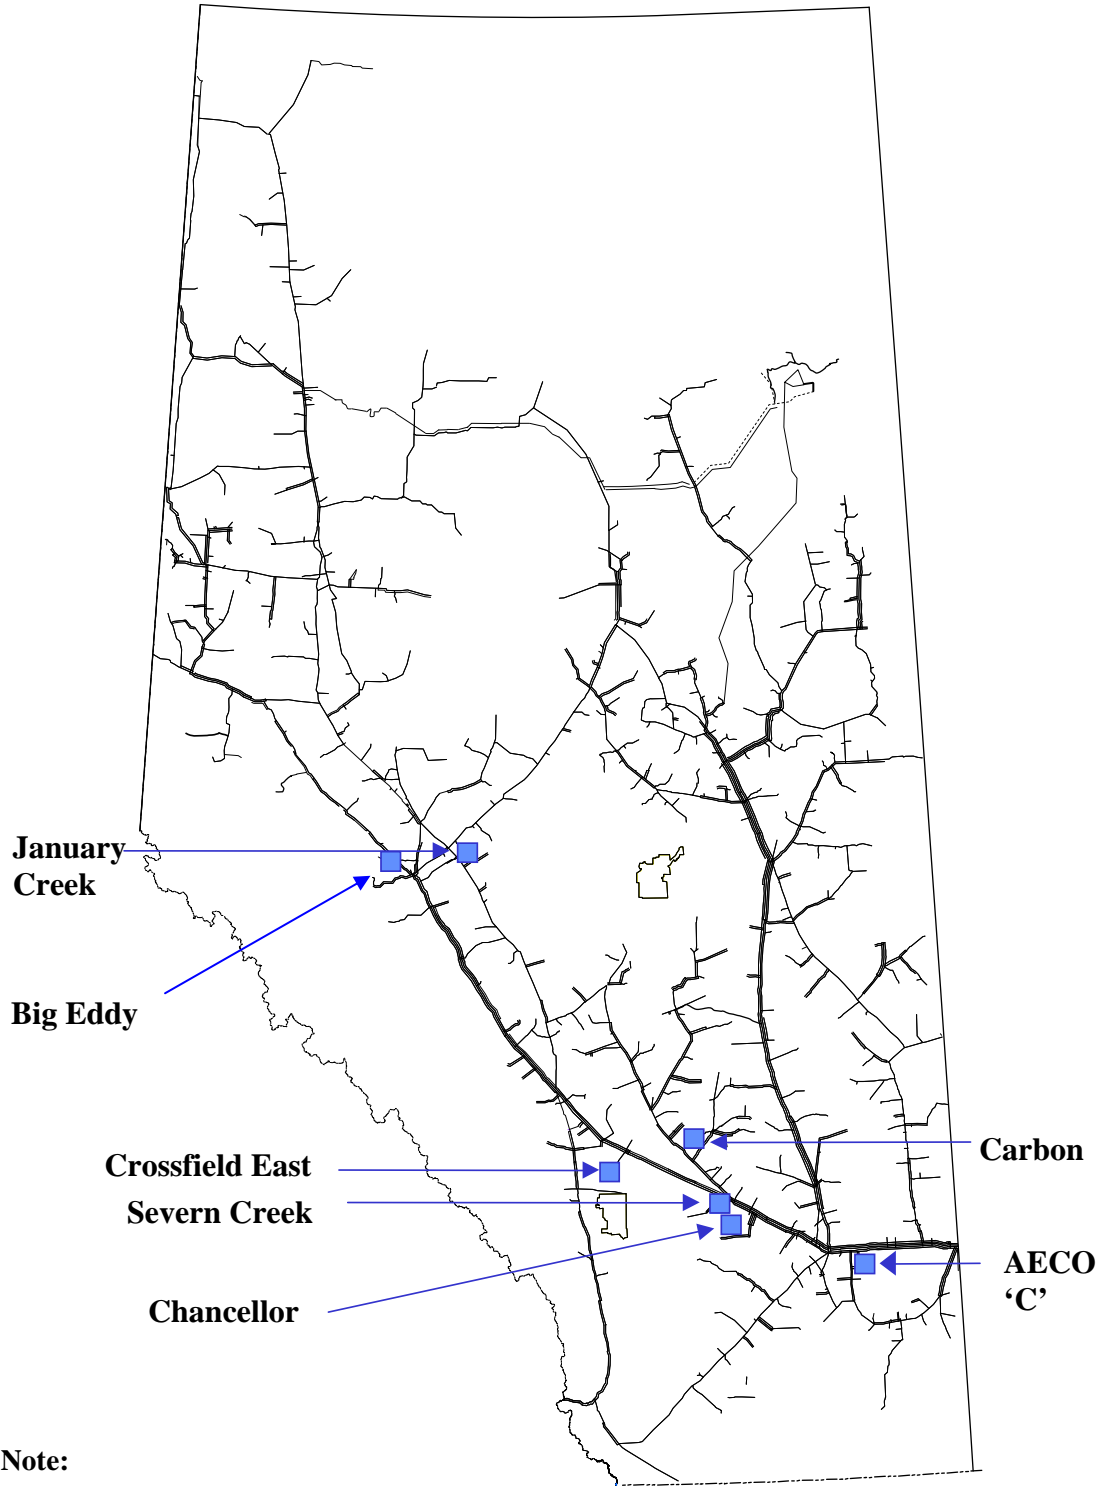 January
Creek
Big Eddy
Crossfield East
Severn Creek
Chancellor
Carbon
AECO
‘C’
Note: